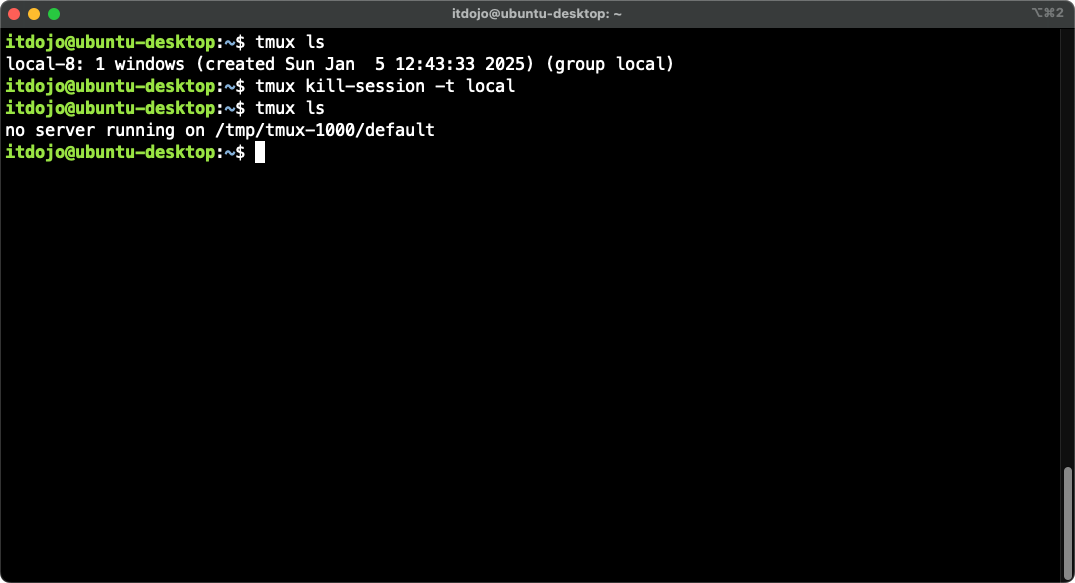 itdojo@ubuntu-desktop: ~ ⌥⌘2
itdojo@ubuntu-desktop:~$ tmux ls
local-8: 1 windows (created Sun Jan  5 12:43:33 2025) (group local)
itdojo@ubuntu-desktop:~$ tmux kill-session -t local
itdojo@ubuntu-desktop:~$ tmux ls
no server running on /tmp/tmux-1000/default
itdojo@ubuntu-desktop:~$